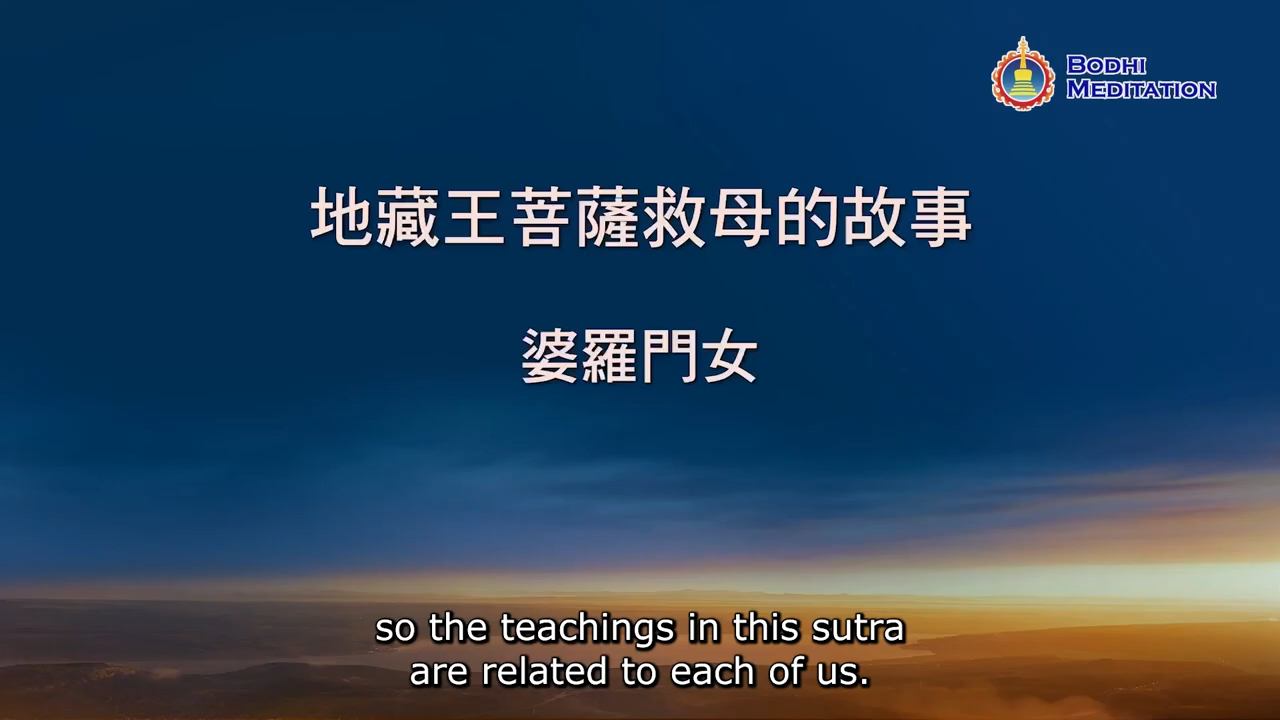 BODHI
MEDITATION
地藏王菩薩救母的故事
婆羅門女
so the teachings in this sutra
are related to each of us.